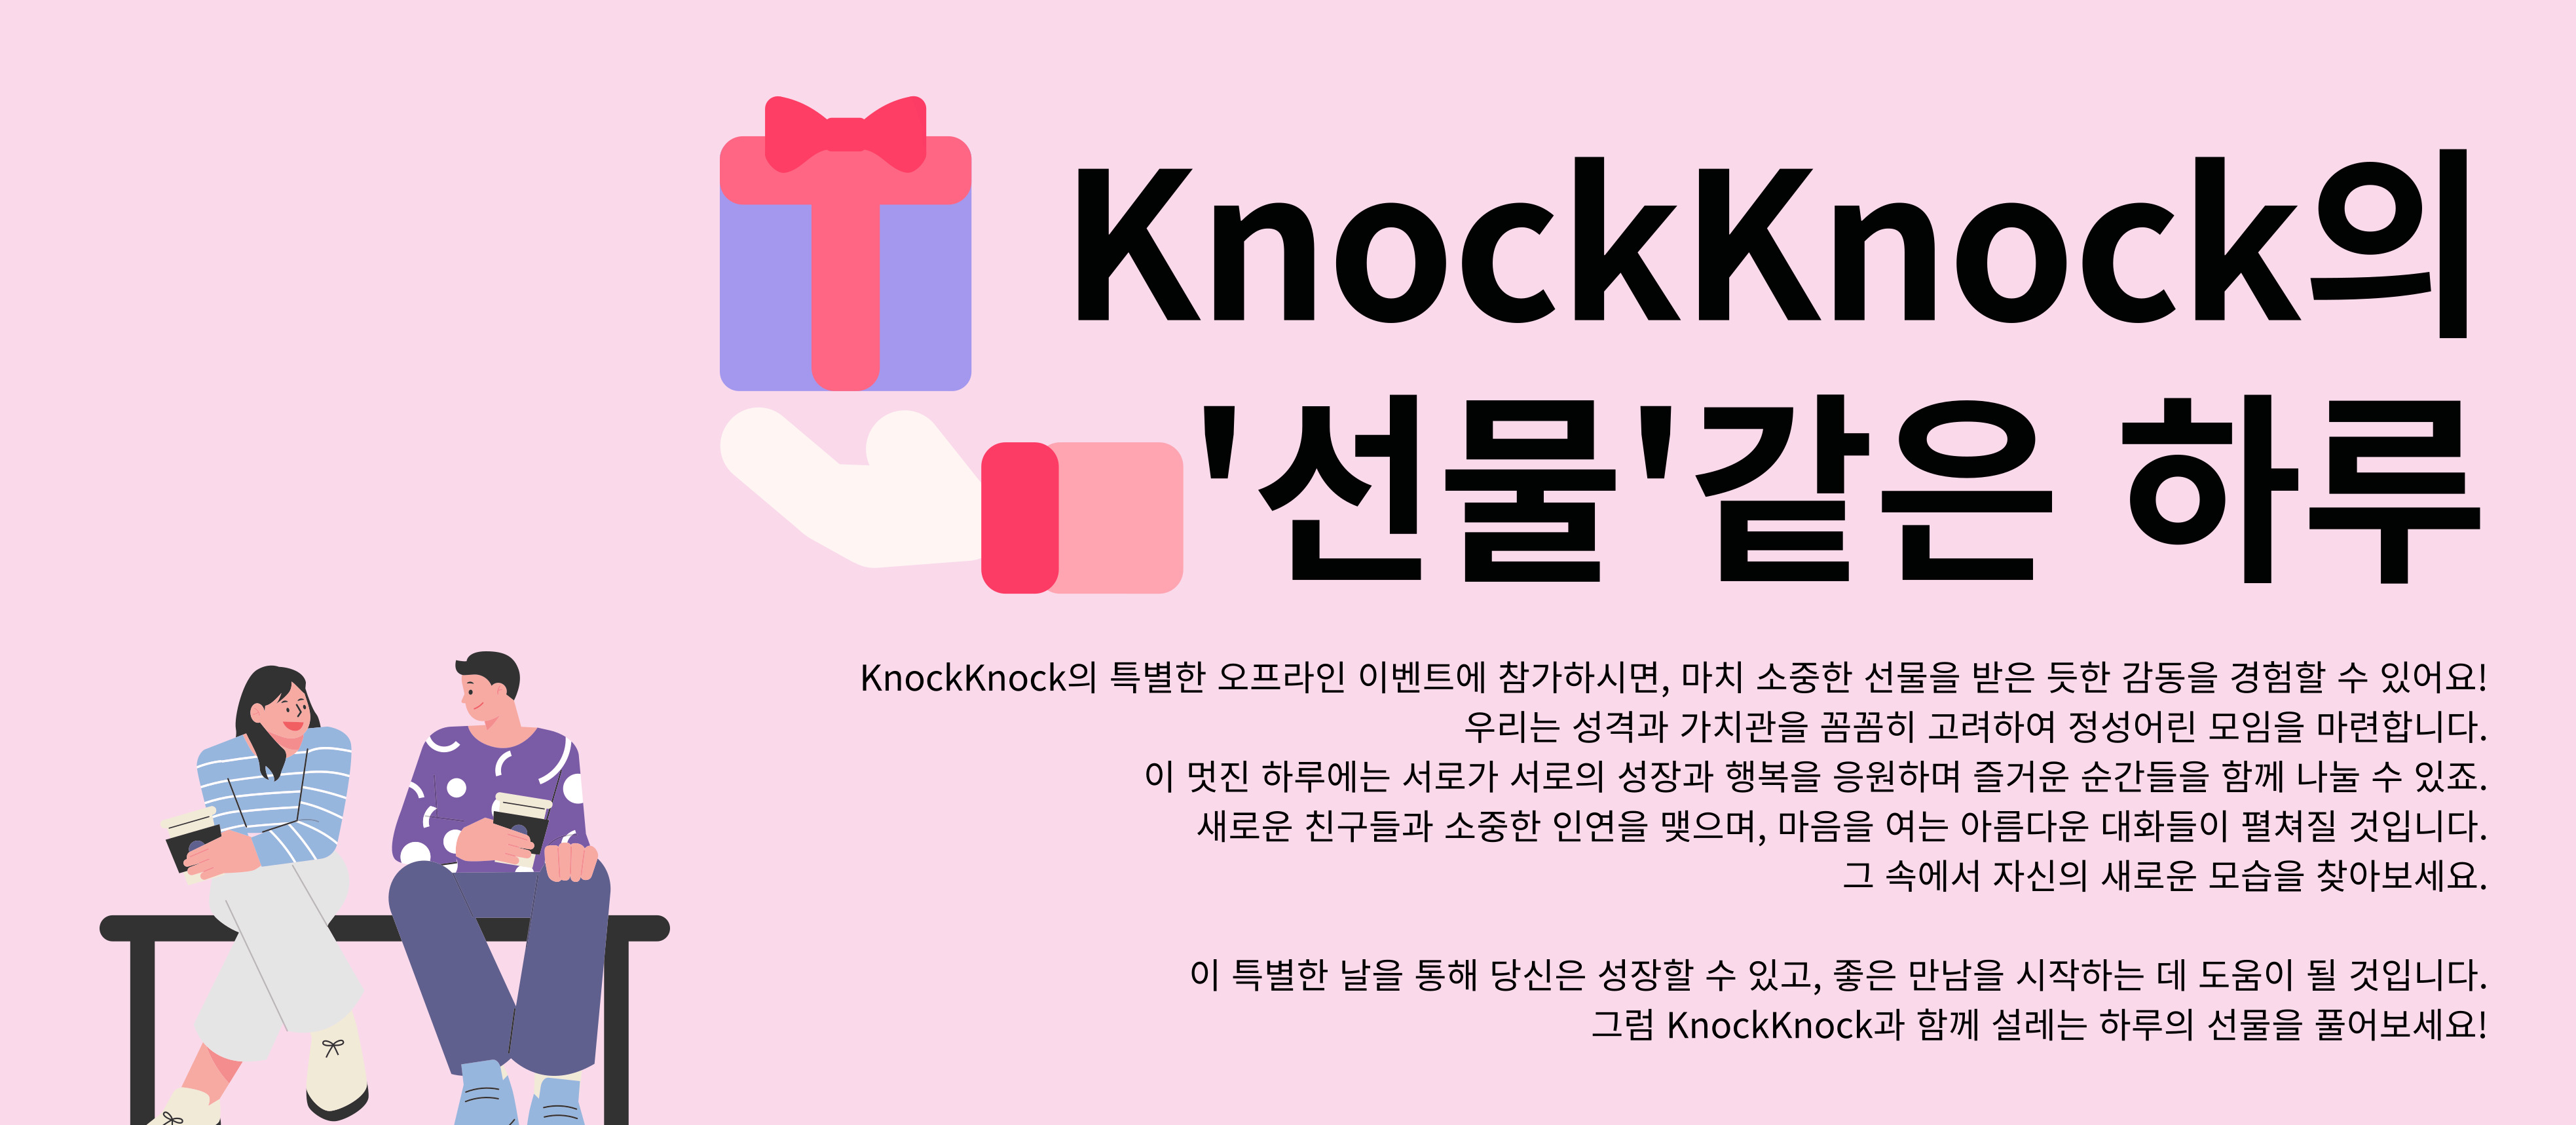 KnockKnock의
'선물'같은 하루
KnockKnock의 특별한 오프라인 이벤트에 참가하시면, 마치 소중한 선물을 받은 듯한 감동을 경험할 수 있어요!
우리는 성격과 가치관을 꼼꼼히 고려하여 정성어린 모임을 마련합니다.
이 멋진 하루에는 서로가 서로의 성장과 행복을 응원하며 즐거운 순간들을 함께 나눌 수 있죠.
새로운 친구들과 소중한 인연을 맺으며, 마음을 여는 아름다운 대화들이 펼쳐질 것입니다.
그 속에서 자신의 새로운 모습을 찾아보세요.
이 특별한 날을 통해 당신은 성장할 수 있고, 좋은 만남을 시작하는 데 도움이 될 것입니다.
그럼 KnockKnock과 함께 설레는 하루의 선물을 풀어보세요!